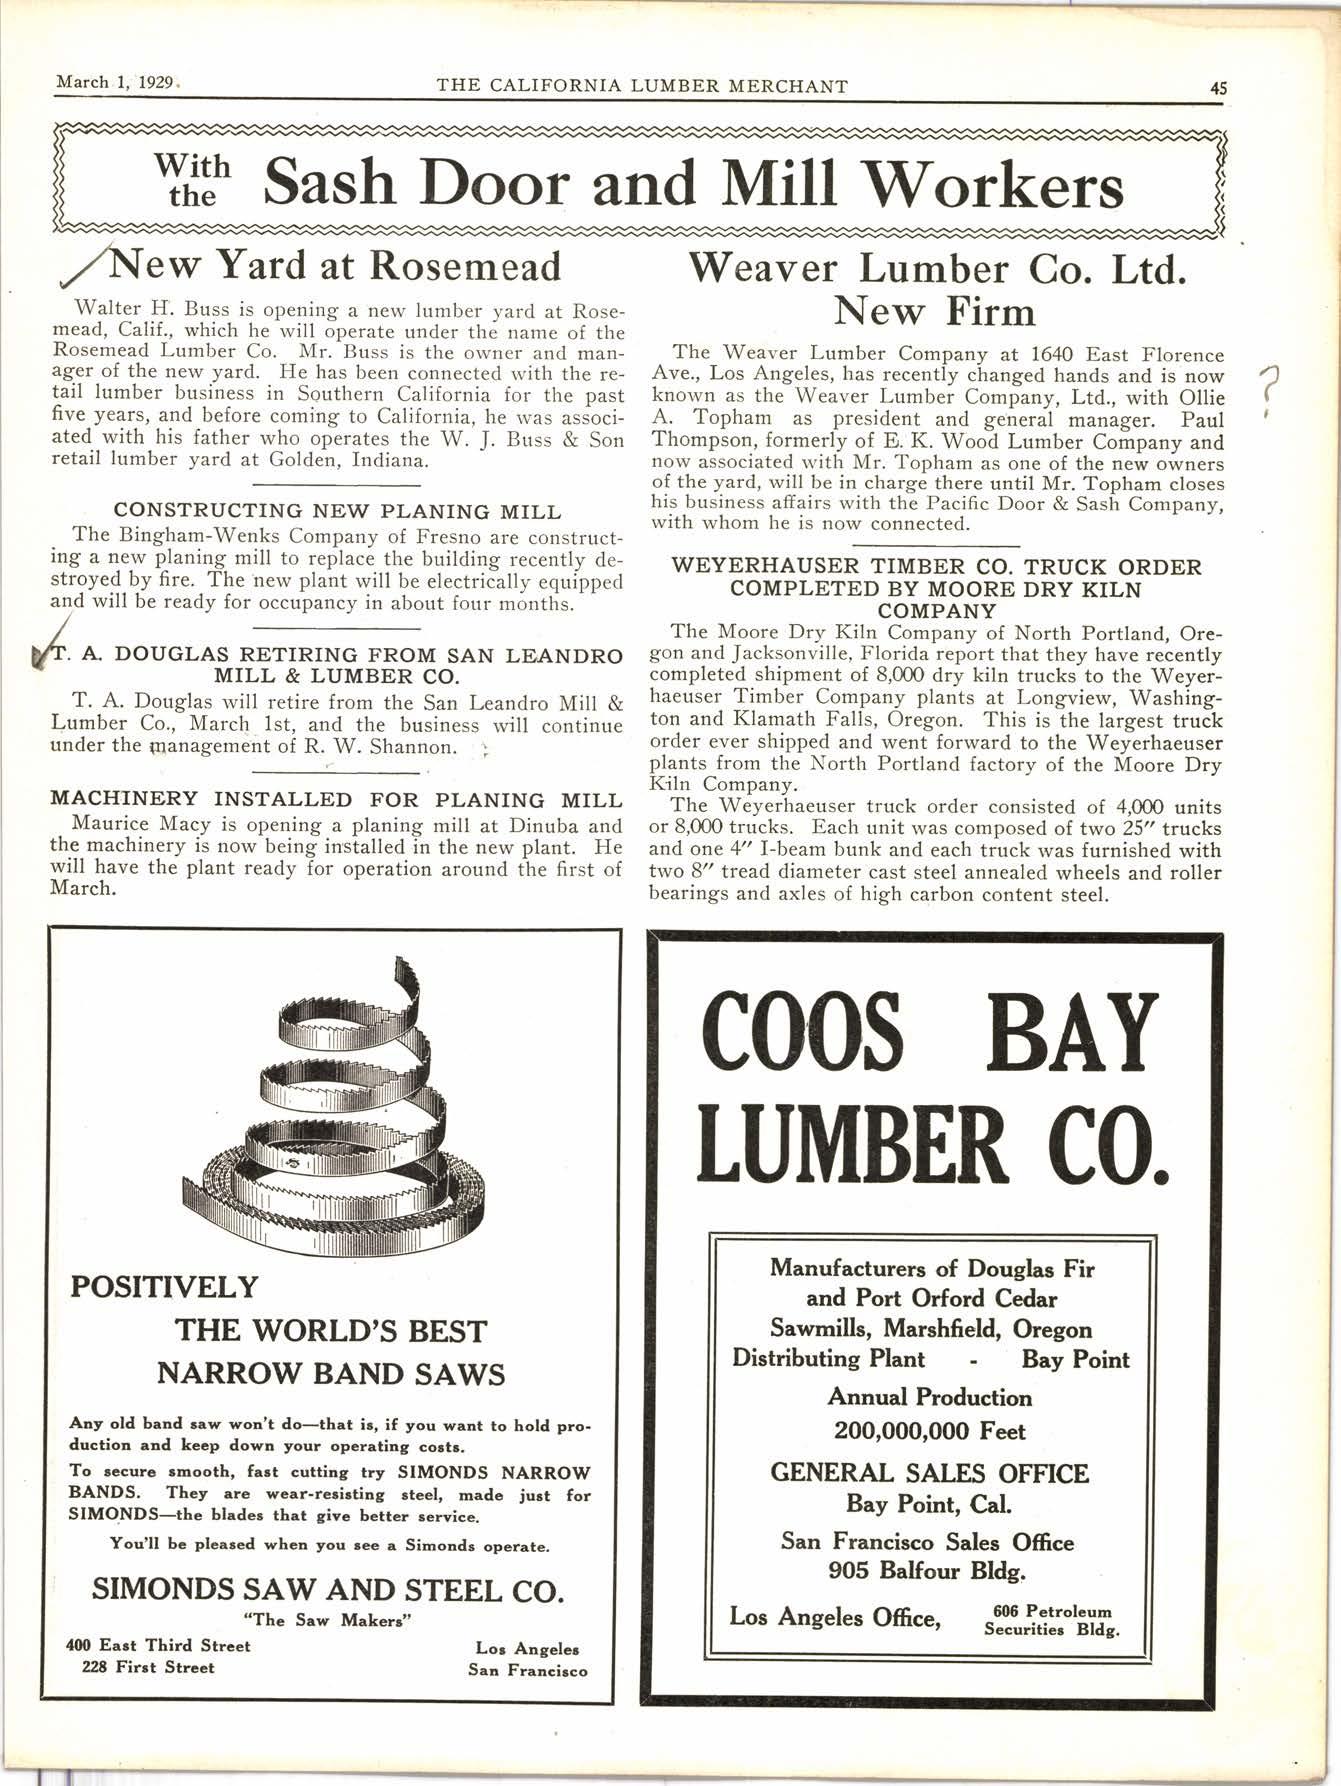 March 1, 1929.
THE CALIFORNIA LUMBER MERCHANT
45
With the Sash Door and Mill Workers
New Yard at Rosemead
Walter H. Buss is opening a new lumber yard at Rose-
mead, Calif., which he will operate under the name of the
Rosemead Lumber Co. Mr. Buss is the owner and man-
ager of the new yard. He has been connected with the re-
tail lumber business in Southern California for the past
five years, and before coming to California, he was associ-
ated with his father who operates the W. J. Buss & Son
retail lumber yard at Golden, Indiana.
CONSTRUCTING NEW PLANING MILL
The Bingham-Wenks Company of Fresno are construct-
ing a new planing mill to replace the building recently de-
stroyed by fire. The new plant will be electrically equipped
and will be ready for occupancy in about four months.
T. A. DOUGLAS RETIRING FROM SAN LEANDRO
MILL & LUMBER CO.
T. A. Douglas will retire from the San Leandro Mill &
Lumber Co., March 1st, and the business will continue
under the management of R. W. Shannon.
MACHINERY INSTALLED FOR PLANING MILL
Maurice Macy is opening a planing mill at Dinuba and
the machinery is now being installed in the new plant. He
will have the plant ready for operation around the first of
March.
Weaver Lumber Co. Ltd.
New Firm
The Weaver Lumber Company at 1640 East Florence
Ave., Los Angeles, has recently changed hands and is now
known as the Weaver Lumber Company, Ltd., with Ollie
A. Topham as president and general manager. Paul
Thompson, formerly of E. K. Wood Lumber Company and
now associated with Mr. Topham as one of the new owners
of the yard, will be in charge there until Mr. Topham closes
his business affairs with the Pacific Door & Sash Company,
with whom he is now connected.
?
WEYERHAUSER TIMBER CO. TRUCK ORDER
COMPLETED BY MOORE DRY KILN
COMPANY
The Moore Dry Kiln Company of North Portland, Ore-
gon and Jacksonville, Florida report that they have recently
completed shipment of 8,000 dry kiln trucks to the Weyer-
haeuser Timber Company plants at Longview, Washing-
ton and Klamath Falls, Oregon. This is the largest truck
order ever shipped and went forward to the Weyerhaeuser
plants from the North Portland factory of the Moore Dry
Kiln Company.
The Weyerhaeuser truck order consisted of 4,000 units
or 8,000 trucks. Each unit was composed of two 25″ trucks
and one 4″ I-beam bunk and each truck was furnished with
two 8″ tread diameter cast steel annealed wheels and roller
bearings and axles of high carbon content steel.
POSITIVELY
THE WORLD'S BEST
NARROW BAND SAWS
Any old band saw won't do—that is, if you want to hold pro-
duction and keep down your operating costs.
To secure smooth, fast cutting try SIMONDS NARROW
BANDS. They are wear-resisting steel, made just for
SIMONDS—the blades that give better service.
You'll be pleased when you see a Simonds operate.
SIMONDS SAW AND STEEL CO.
"The Saw Makers"
400 East Third Street Los Angeles
228 First Street San Francisco
COOS BAY
LUMBER CO.
Manufacturers of Douglas Fir
and Port Orford Cedar
Sawmills, Marshfield, Oregon
Distributing Plant - Bay Point
Annual Production
200,000,000 Feet
GENERAL SALES OFFICE
Bay Point, Cal.
San Francisco Sales Office
905 Balfour Bldg.
Los Angeles Office, 606 Petroleum
Securities Bldg.